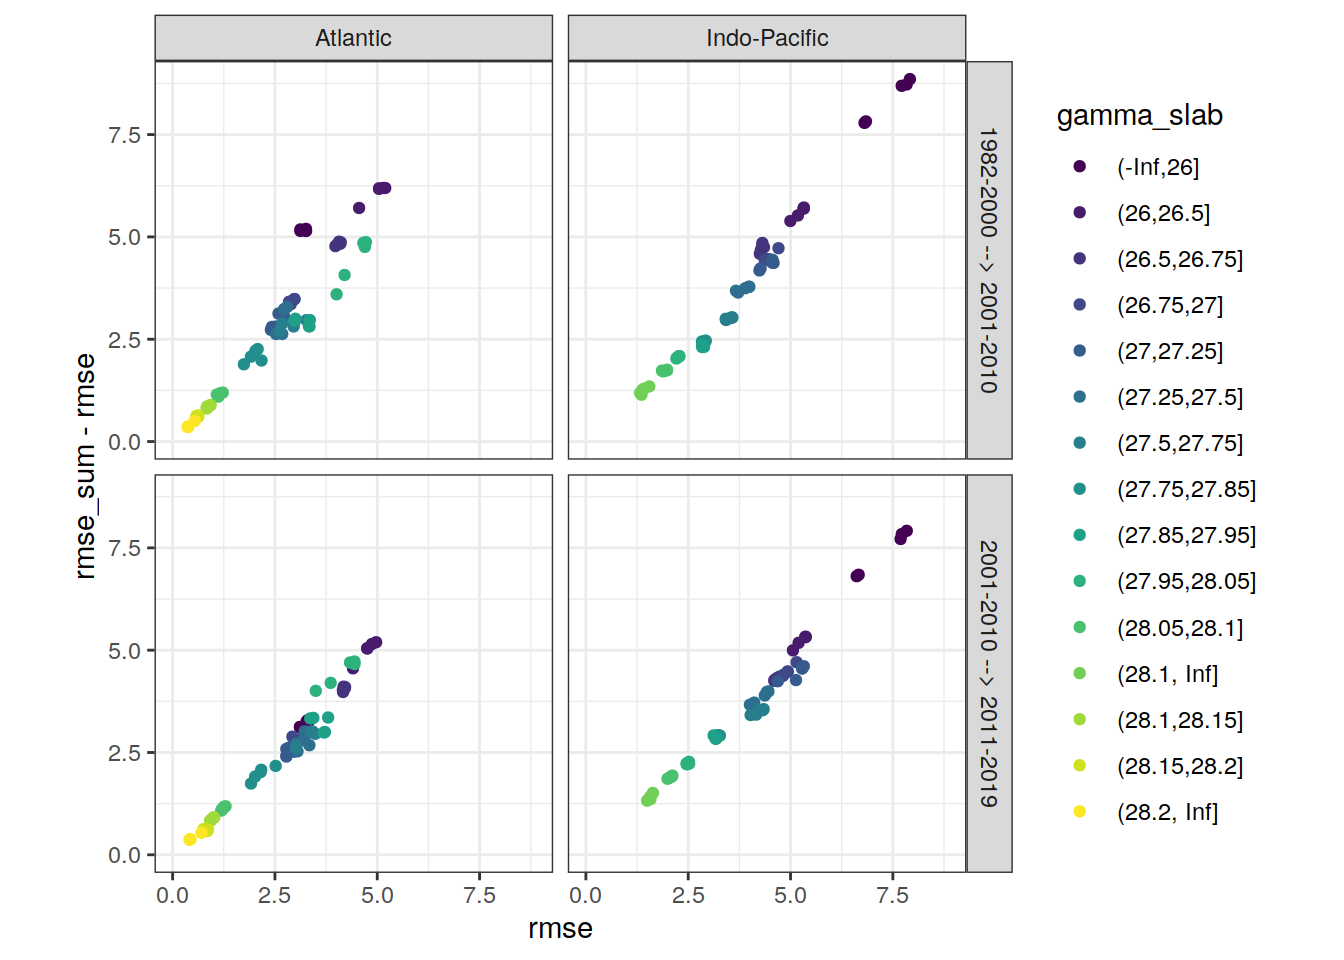 Atlantic
Indo-Pacific
1982-2000 --> 2001-2010
2001-2010 --> 2011-2019
7.5
5.0
2.5
0.0
7.5
5.0
2.5
0.0
rmse_sum - rmse
0.0 2.5 5.0 7.5
0.0 2.5 5.0 7.5
rmse
gamma_slab
(-Inf,26]
(26,26.5]
(26.5,26.75]
(26.75,27]
(27,27.25]
(27.25,27.5]
(27.5,27.75]
(27.75,27.85]
(27.85,27.95]
(27.95,28.05]
(28.05,28.1]
(28.1, Inf]
(28.1,28.15]
(28.15,28.2]
(28.2, Inf]